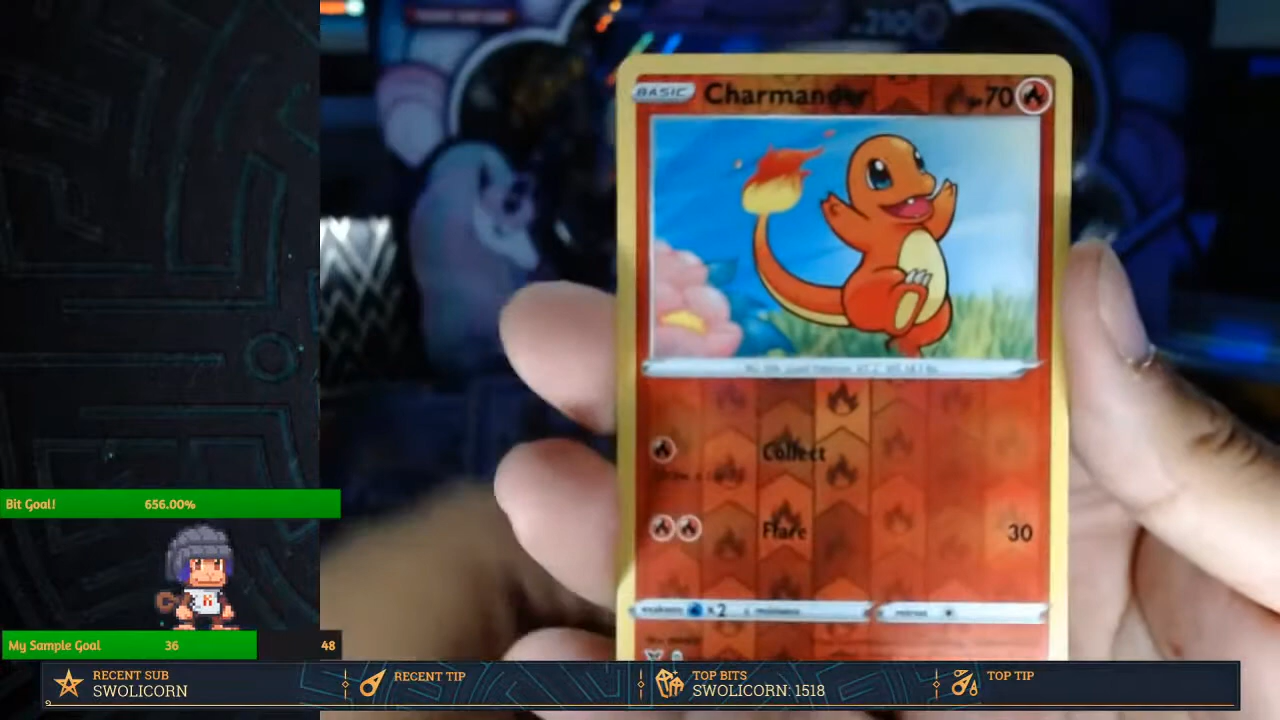 BASIC
Charmander
70
Collect
Flare
30
x2
Bit Goal!
656.00%
My Sample Goal
36
48
RECENT SUB
SWOLICORN
RECENT TIP
TOP BITS
SWOLICORN: 1518
TOP TIP